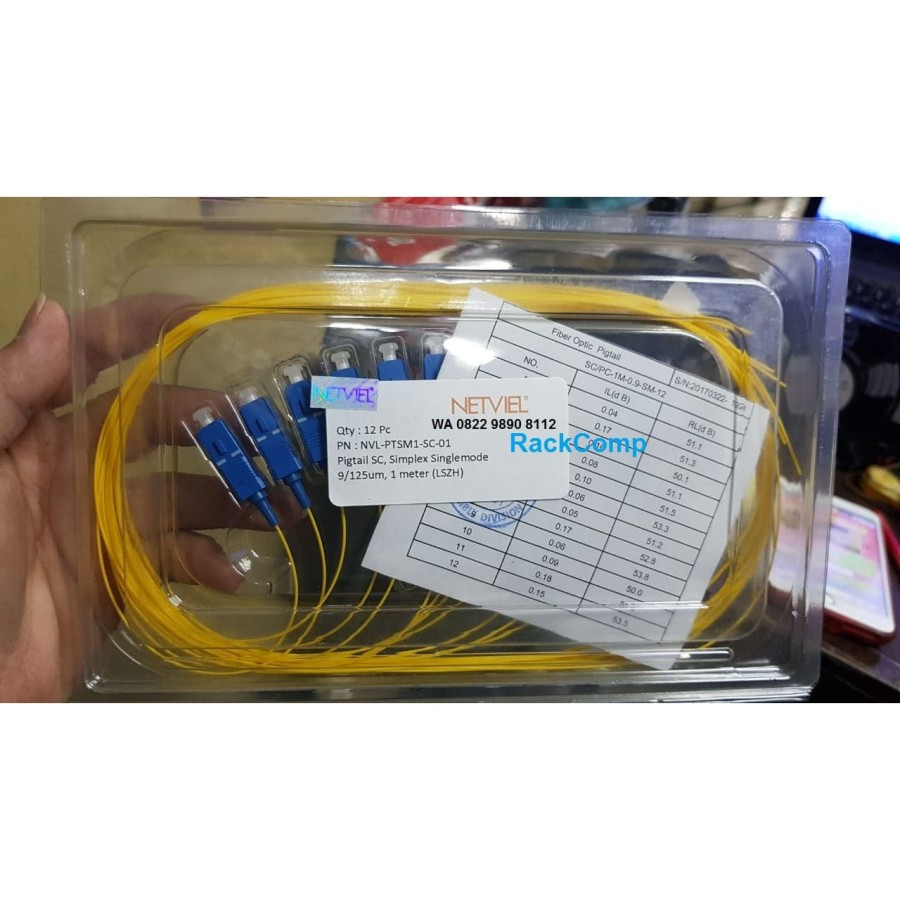 NETVIEL
NETVIEL
WA 0822 9890 8112
RackComp
Qty : 12 Pc
PN : NVL-PTSM1-SC-01
Pigtail SC, Simplex Singlemode
9/125um, 1 meter (LSZH)
Fiber Optic Pigtail
SC/PC-1M-0.9-SM-12 S/N:20170322-
NO. IL(d B) RL(d B)
0.04 51.1
0.17 51.3
50.1
0.08 51.1
0.10 51.5
0.06 53.3
0.05 51.2
0.17 52.8
9 0.06 53.8
10 0.09 50.0
11 0.18
12 0.15 53.5
DIVISION